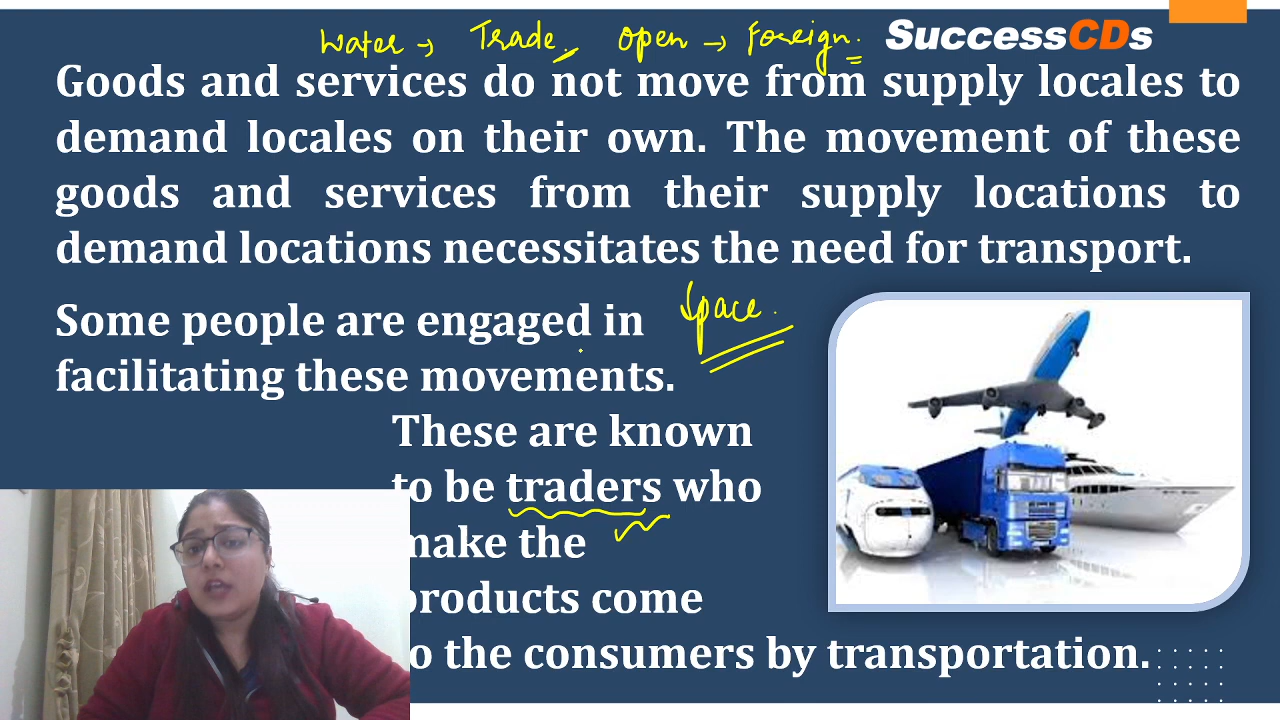 Water → Trade. Open → Foreign. SuccessCDs
Goods and services do not move from supply locales to
demand locales on their own. The movement of these
goods and services from their supply locations to
demand locations necessitates the need for transport.
Space.
Some people are engaged in
facilitating these movements.
These are known
to be traders who
make the
products come
to the consumers by transportation.